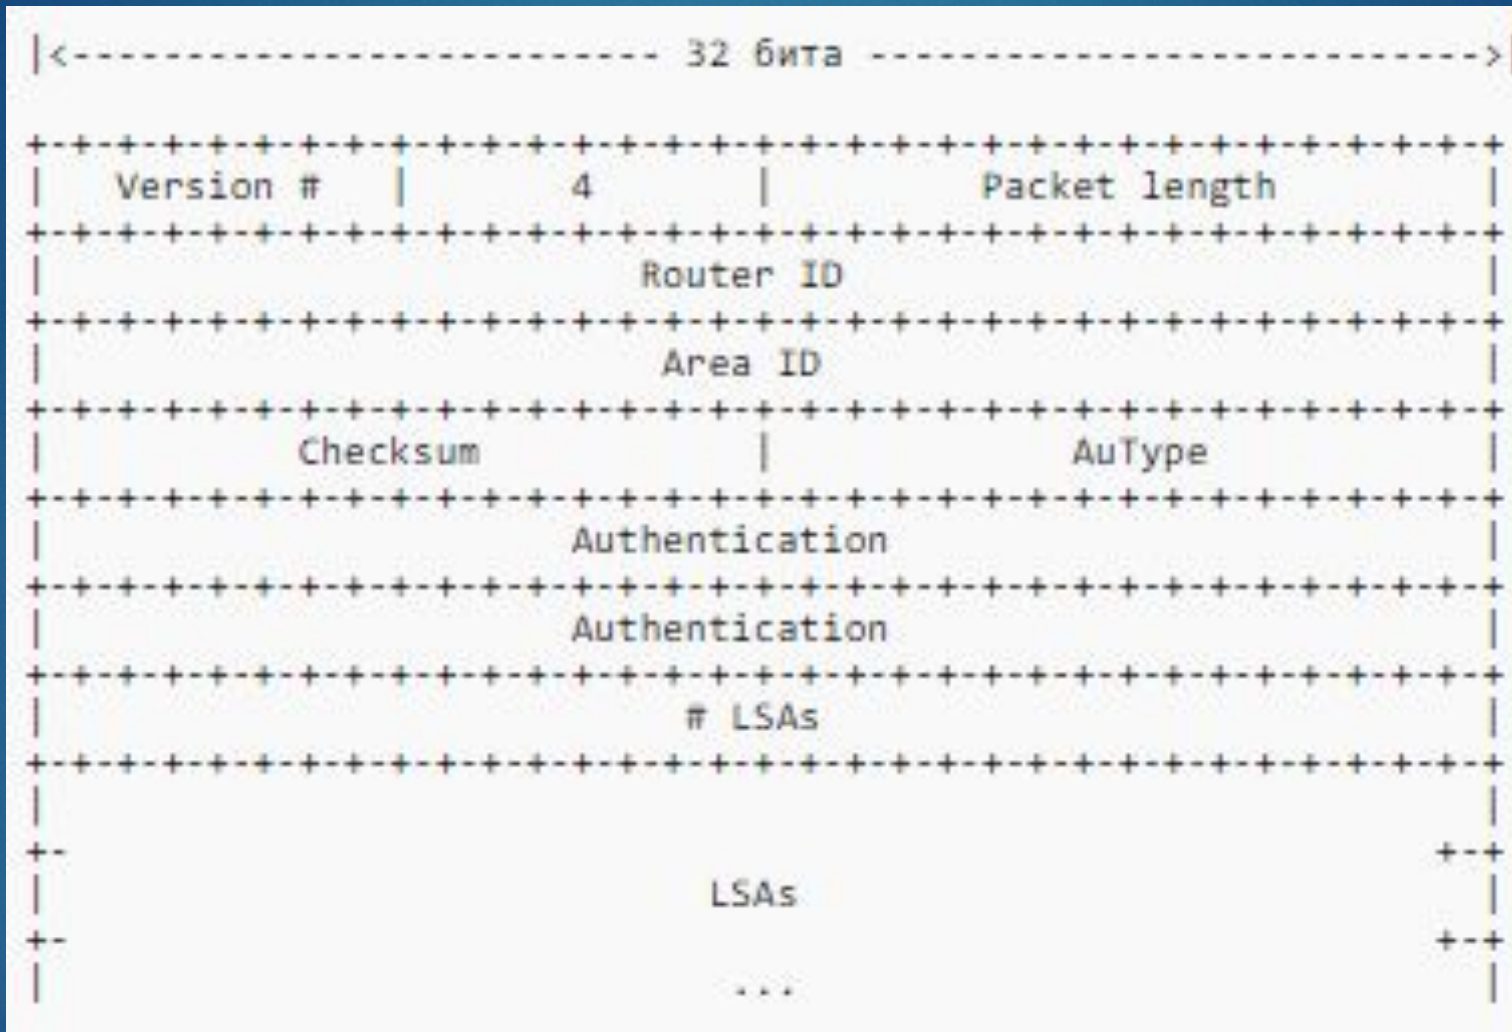 |<-------------------------- 32 бита --------------------------->|
+-+-+-+-+-+-+-+-+-+-+-+-+-+-+-+-+-+-+-+-+-+-+-+-+-+-+-+-+-+-+-+-+
| Version # | 4 | Packet length |
+-+-+-+-+-+-+-+-+-+-+-+-+-+-+-+-+-+-+-+-+-+-+-+-+-+-+-+-+-+-+-+-+
| Router ID |
+-+-+-+-+-+-+-+-+-+-+-+-+-+-+-+-+-+-+-+-+-+-+-+-+-+-+-+-+-+-+-+-+
| Area ID |
+-+-+-+-+-+-+-+-+-+-+-+-+-+-+-+-+-+-+-+-+-+-+-+-+-+-+-+-+-+-+-+-+
| Checksum | AuType |
+-+-+-+-+-+-+-+-+-+-+-+-+-+-+-+-+-+-+-+-+-+-+-+-+-+-+-+-+-+-+-+-+
| Authentication |
+-+-+-+-+-+-+-+-+-+-+-+-+-+-+-+-+-+-+-+-+-+-+-+-+-+-+-+-+-+-+-+-+
| Authentication |
+-+-+-+-+-+-+-+-+-+-+-+-+-+-+-+-+-+-+-+-+-+-+-+-+-+-+-+-+-+-+-+-+
| # LSAs |
+-+-+-+-+-+-+-+-+-+-+-+-+-+-+-+-+-+-+-+-+-+-+-+-+-+-+-+-+-+-+-+-+
| |
+- +-+
| LSAs |
+- +-+
| ... |